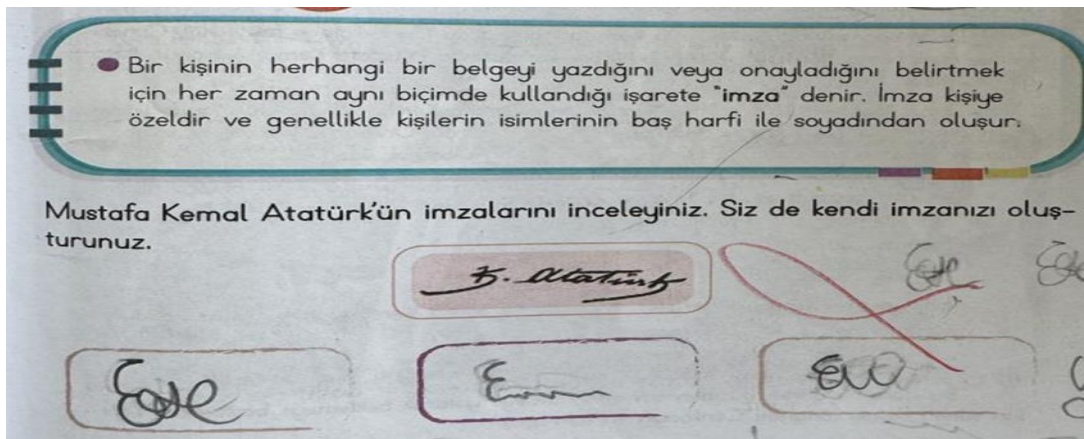 Bir kişinin herhangi bir belgeyi yazdığını veya onayladığını belirtmek
için her zaman aynı biçimde kullandığı işarete "imza" denir. İmza kişiye
özeldir ve genellikle kişilerin isimlerinin baş harfi ile soyadından oluşur.
Mustafa Kemal Atatürk'ün imzalarını inceleyiniz. Siz de kendi imzanızı oluş-
turunuz.
K. Atatürk